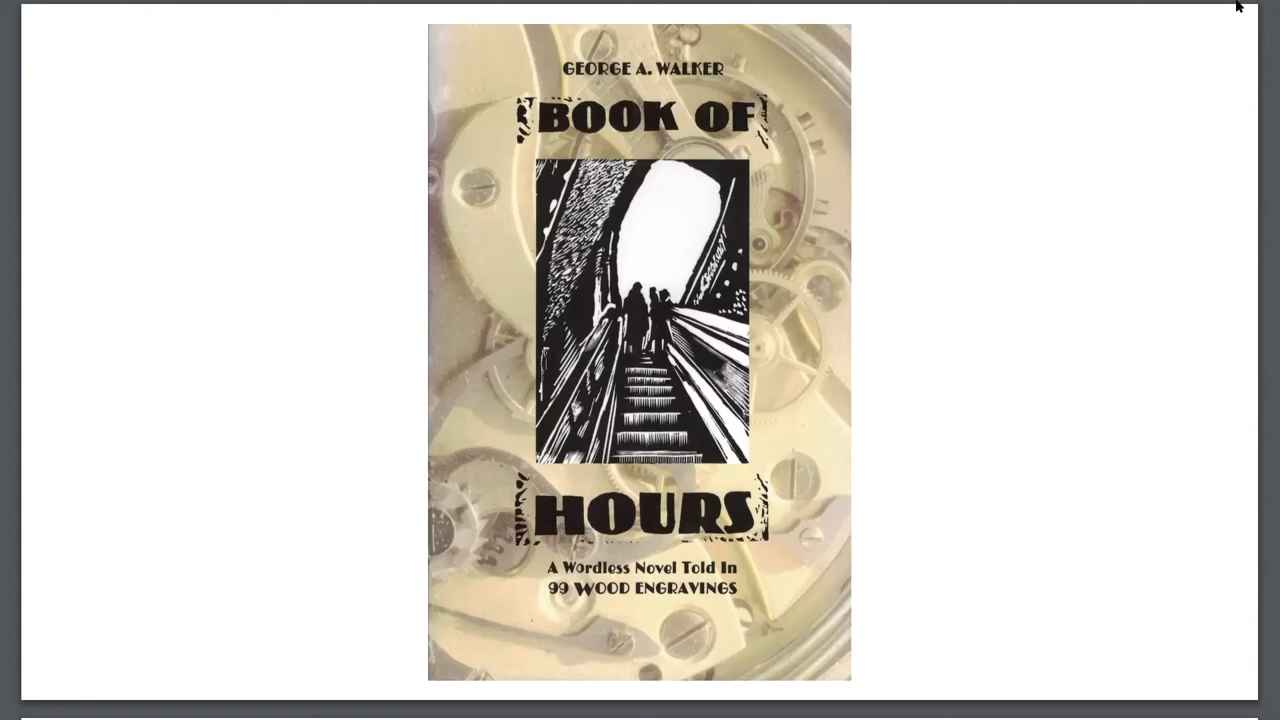 GEORGE A. WALKER
BOOK OF
HOURS
A Wordless Novel Told In
99 WOOD ENGRAVINGS